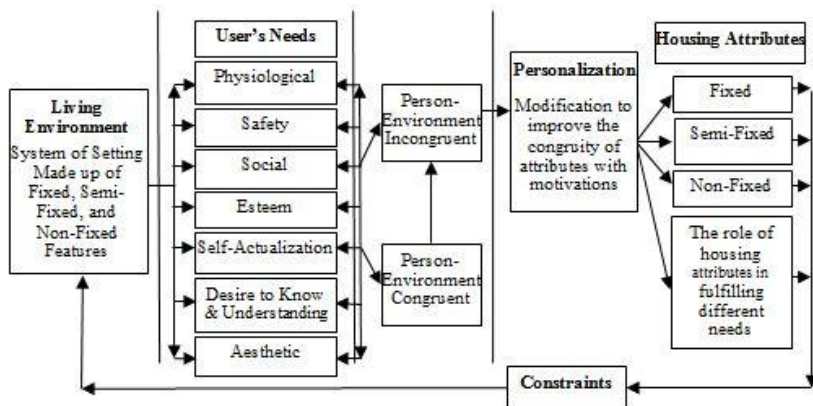 Living
Environment
System of Setting
Made up of
Fixed, Semi-
Fixed, and
Non-Fixed
Features
User's Needs
Physiological
Safety
Social
Esteem
Self-Actualization
Desire to Know
& Understanding
Aesthetic
Person-
Environment
Incongruent
Person-
Environment
Congruent
Personalization
Modification to
improve the
congruity of
attributes with
motivations
Housing Attributes
Fixed
Semi-Fixed
Non-Fixed
The role of
housing
attributes in
fulfilling
different
needs
Constraints